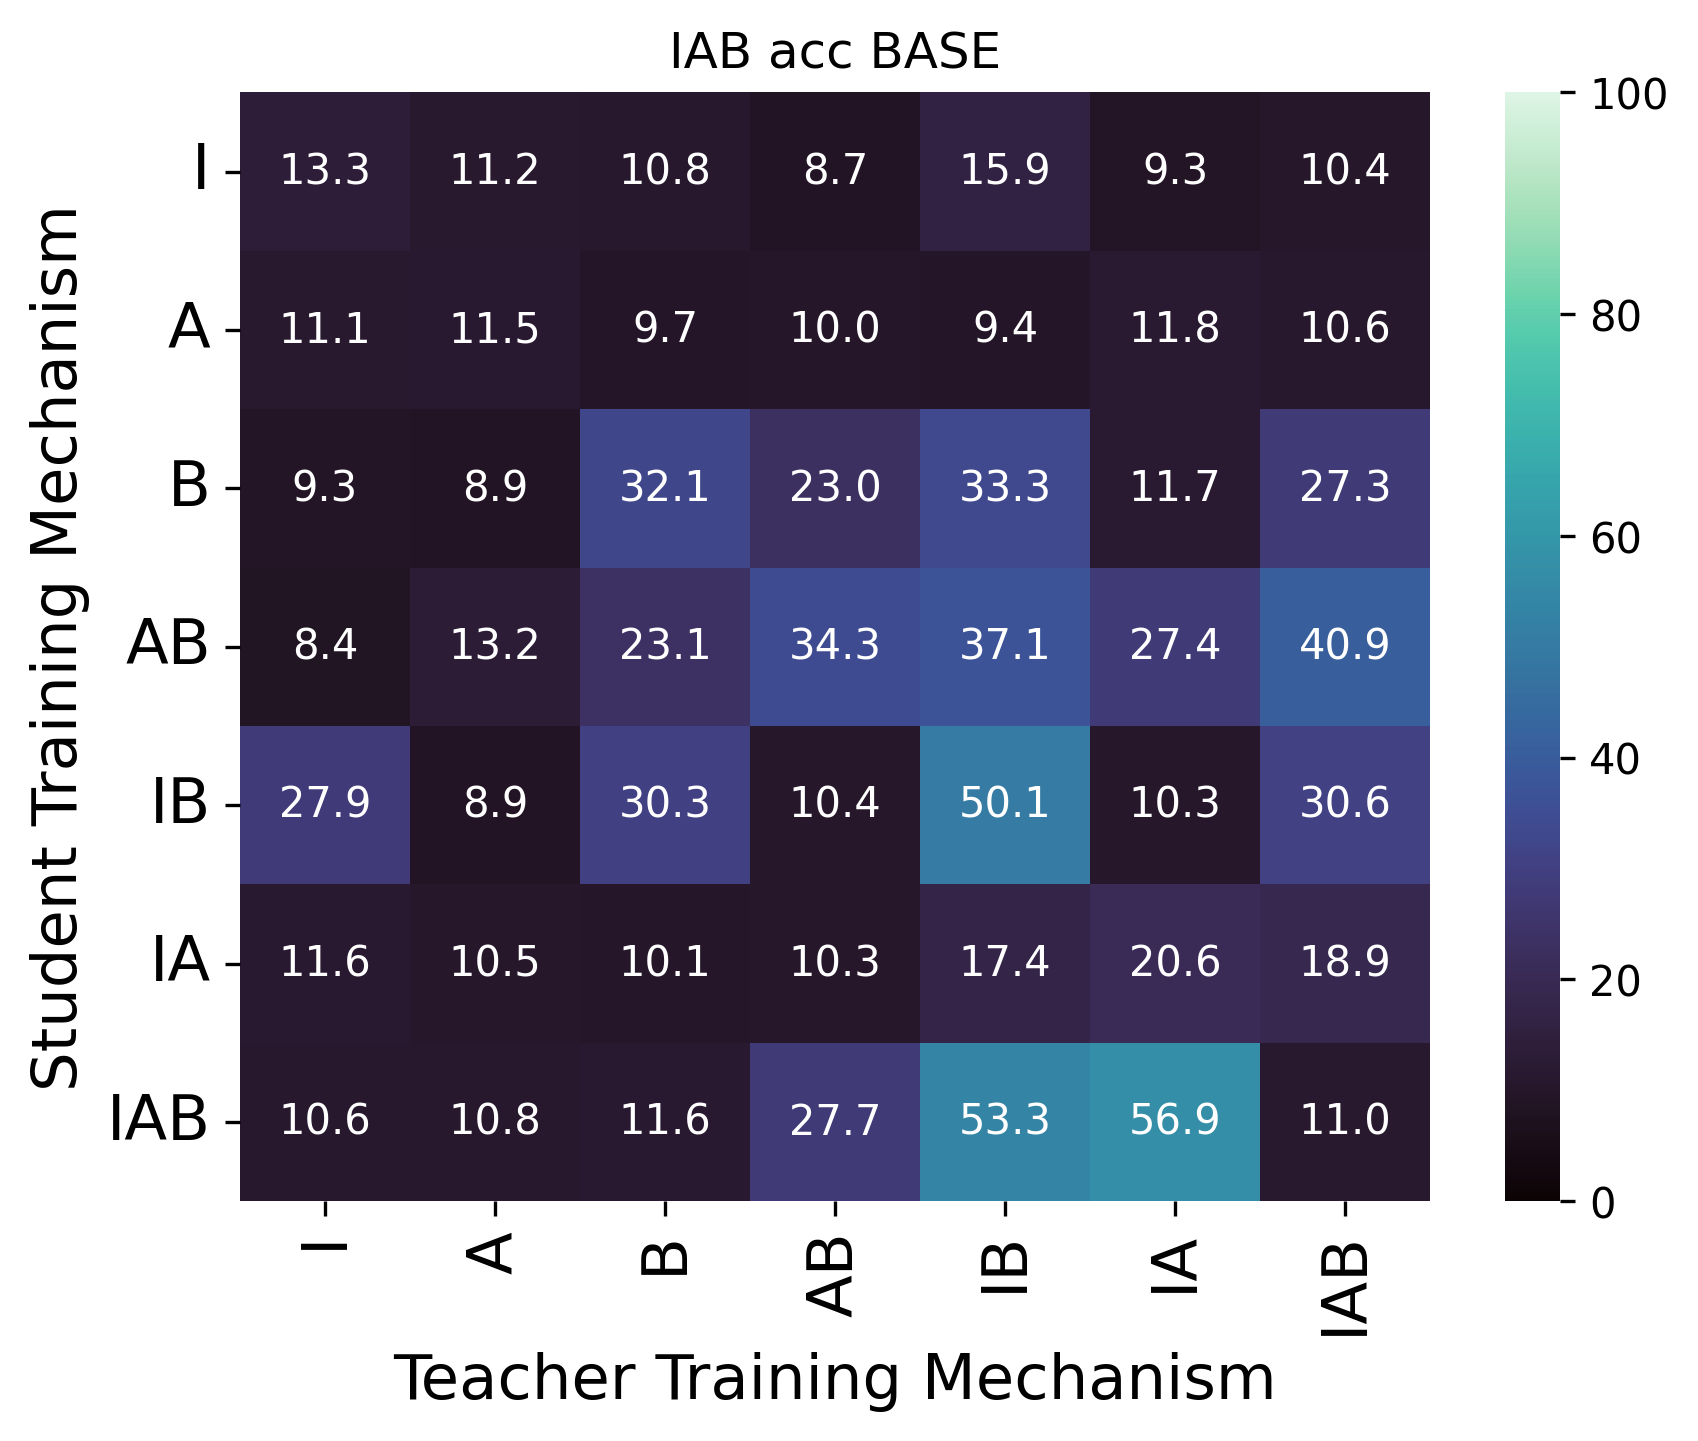 IAB acc BASE
Student Training Mechanism
I 13.3 11.2 10.8 8.7 15.9 9.3 10.4
A 11.1 11.5 9.7 10.0 9.4 11.8 10.6
B 9.3 8.9 32.1 23.0 33.3 11.7 27.3
AB 8.4 13.2 23.1 34.3 37.1 27.4 40.9
IB 27.9 8.9 30.3 10.4 50.1 10.3 30.6
IA 11.6 10.5 10.1 10.3 17.4 20.6 18.9
IAB 10.6 10.8 11.6 27.7 53.3 56.9 11.0
I A B AB IB IA IAB
Teacher Training Mechanism
100
80
60
40
20
0